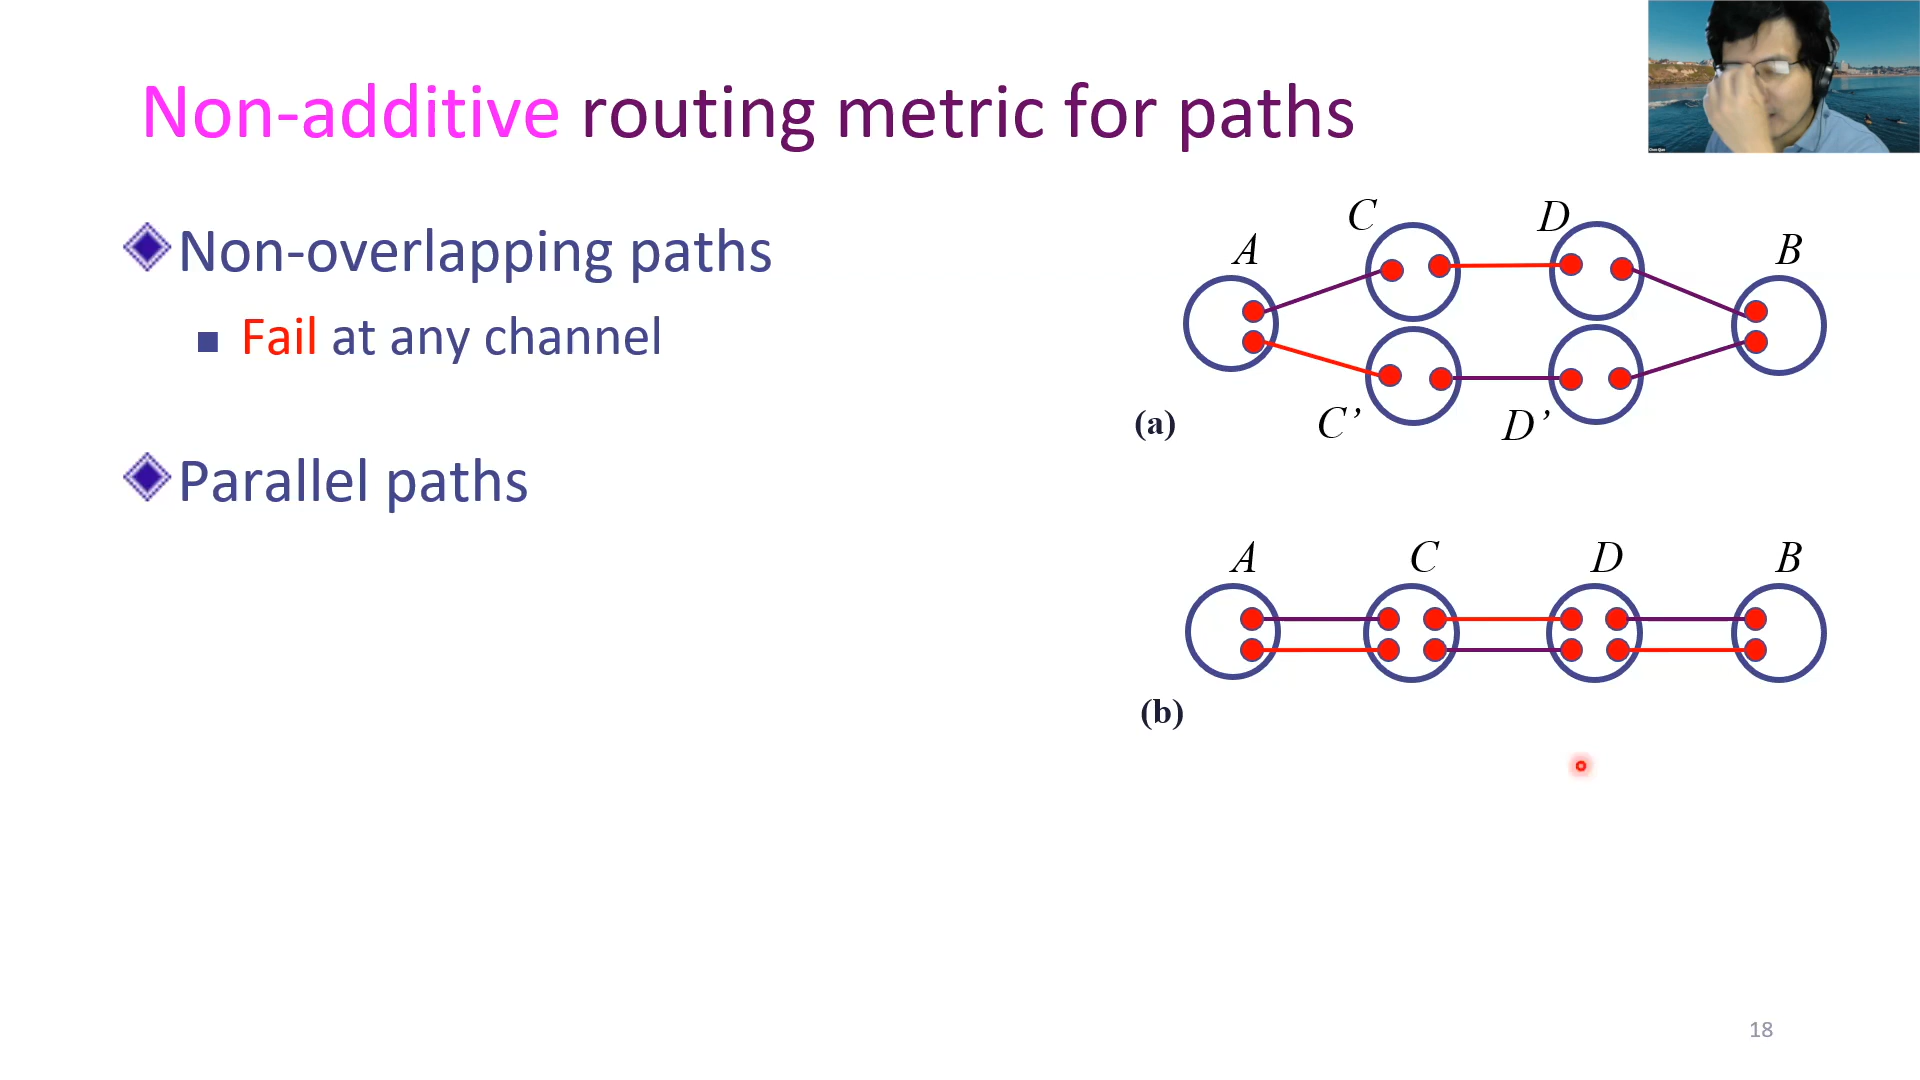 Non-additive routing metric for paths
Non-overlapping paths
Fail at any channel
Parallel paths
A
C
D
B
C’
D’
(a)
A
C
D
B
(b)
18